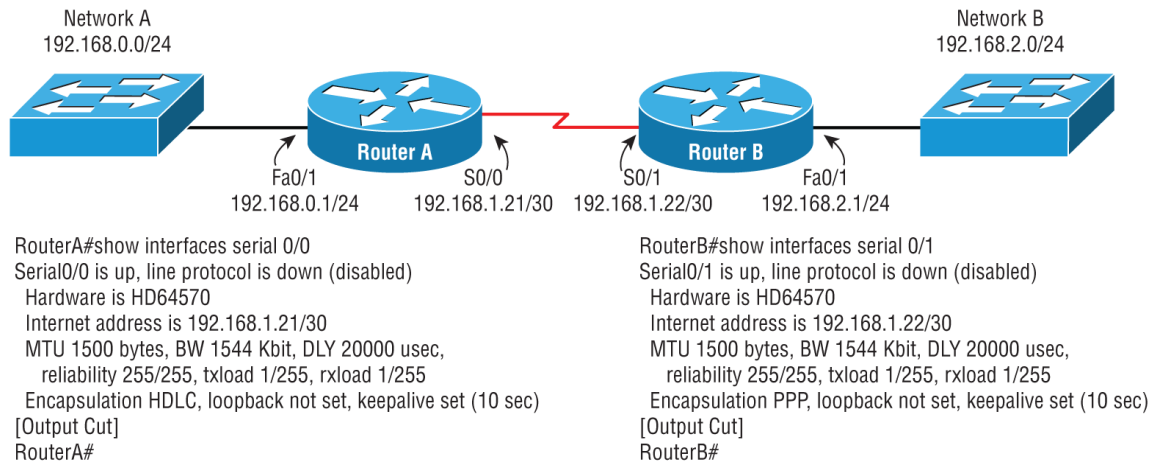 Network A
192.168.0.0/24
Network B
192.168.2.0/24
Router A
Router B
Fa0/1
192.168.0.1/24
S0/0
192.168.1.21/30
S0/1
192.168.1.22/30
Fa0/1
192.168.2.1/24
RouterA#show interfaces serial 0/0
Serial0/0 is up, line protocol is down (disabled)
Hardware is HD64570
Internet address is 192.168.1.21/30
MTU 1500 bytes, BW 1544 Kbit, DLY 20000 usec,
reliability 255/255, txload 1/255, rxload 1/255
Encapsulation HDLC, loopback not set, keepalive set (10 sec)
[Output Cut]
RouterA#
RouterB#show interfaces serial 0/1
Serial0/1 is up, line protocol is down (disabled)
Hardware is HD64570
Internet address is 192.168.1.22/30
MTU 1500 bytes, BW 1544 Kbit, DLY 20000 usec,
reliability 255/255, txload 1/255, rxload 1/255
Encapsulation PPP, loopback not set, keepalive set (10 sec)
[Output Cut]
RouterB#